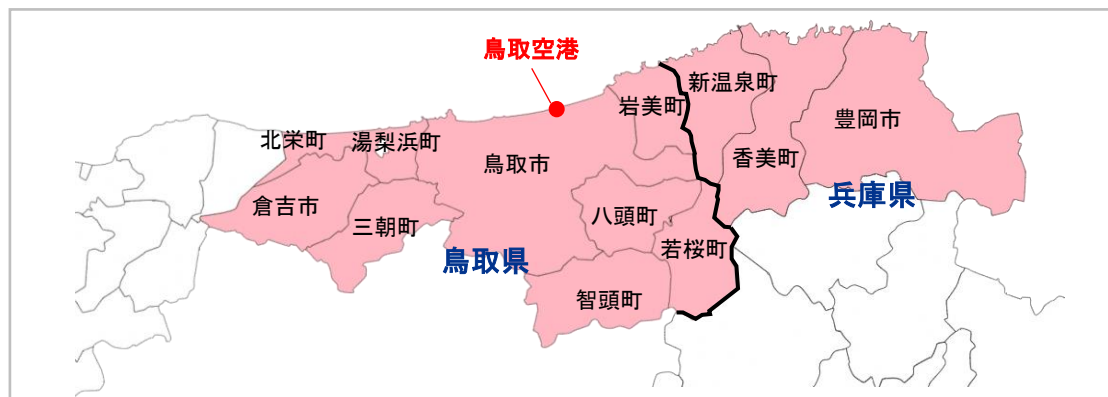 鳥取空港
新温泉町
岩美町
豊岡市
北栄町
湯梨浜町
鳥取市
香美町
兵庫県
倉吉市
八頭町
三朝町
若桜町
鳥取県
智頭町